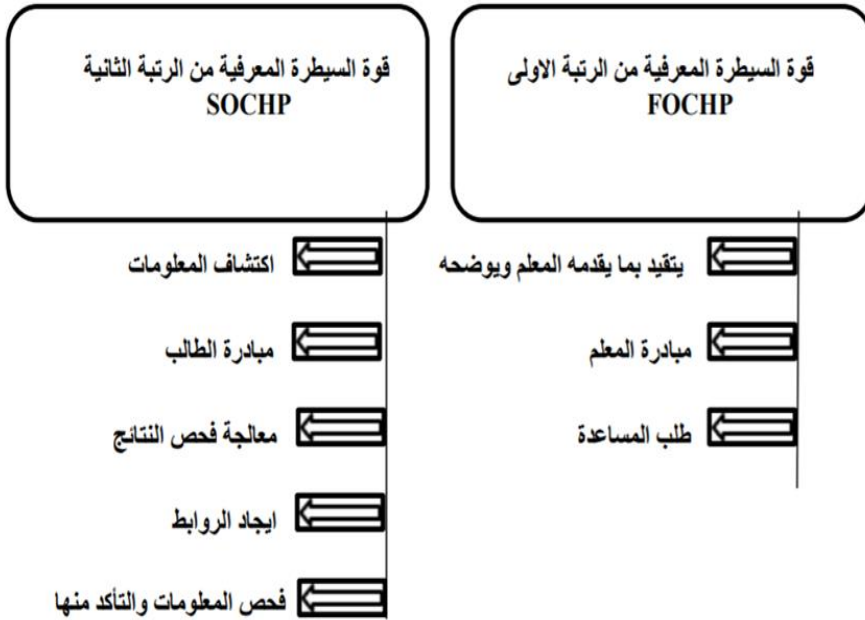 قوة السيطرة المعرفية من الرتبة الاولى
FOCHP
يتقيد بما يقدمه المعلم ويوضحه
مبادرة المعلم
طلب المساعدة
قوة السيطرة المعرفية من الرتبة الثانية
SOCHP
اكتشاف المعلومات
مبادرة الطالب
معالجة فحص النتائج
ايجاد الروابط
فحص المعلومات والتأكد منها